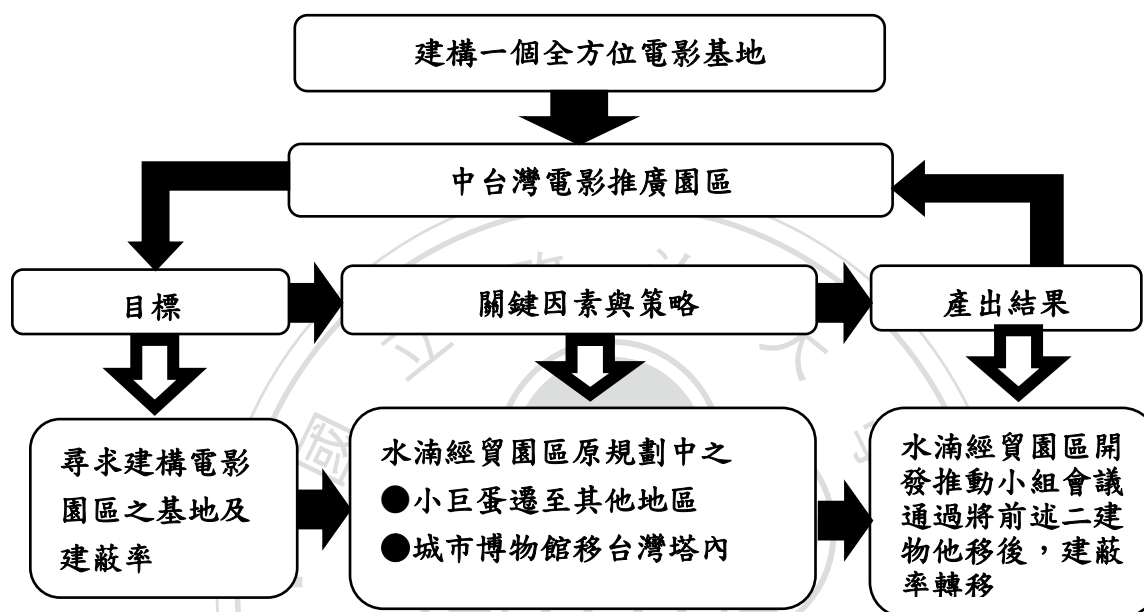 建構一個全方位電影基地
中台灣電影推廣園區
目標
關鍵因素與策略
產出結果
尋求建構電影
園區之基地及
建蔽率
水湳經貿園區原規劃中之
●小巨蛋遷至其他地區
●城市博物館移台灣塔內
水湳經貿園區開
發推動小組會議
通過將前述二建
物他移後，建蔽
率轉移
國
立
大